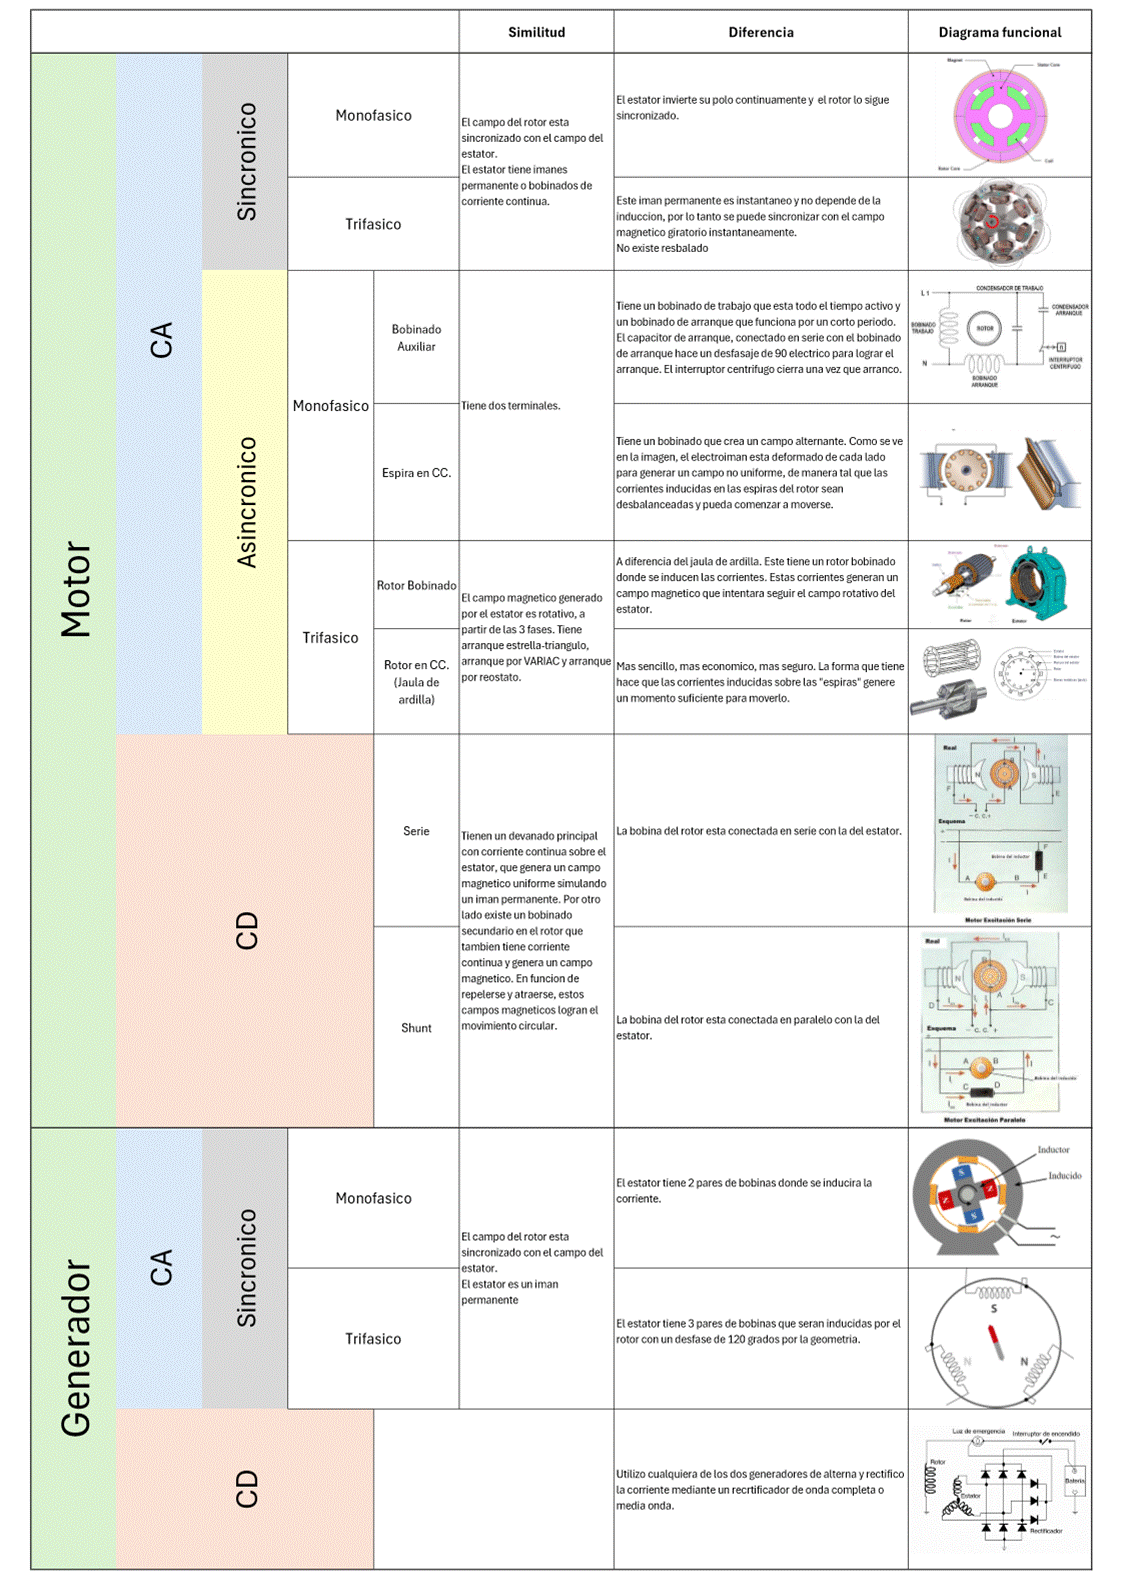 Similitud
Diferencia
Diagrama funcional
Motor
CA
Sincronico
Monofasico
El campo del rotor esta
sincronizado con el campo del
estator.
El estator tiene imanes
permanente o bobinados de
corriente continua.
El estator invierte su polo continuamente y el rotor lo sigue
sincronizado.
Magnet
Stator Core
Coil
Rotor Core
Trifasico
Este iman permanente es instantaneo y no depende de la
induccion, por lo tanto se puede sincronizar con el campo
magnetico giratorio instantaneamente.
No existe resbalado
Asincronico
Monofasico
Bobinado
Auxiliar
Tiene dos terminales.
Tiene un bobinado de trabajo que esta todo el tiempo activo y
un bobinado de arranque que funciona por un corto periodo.
El capacitor de arranque, conectado en serie con el bobinado
de arranque hace un desfasaje de 90 electrico para lograr el
arranque. El interruptor centrifugo cierra una vez que arranco.
L 1
CONDENSADOR DE TRABAJO
CONDENSADOR
ARRANQUE
BOBINADO
TRABAJO
ROTOR
N
INTERRUPTOR
CENTRIFUGO
BOBINADO
ARRANQUE
Espira en CC.
Tiene un bobinado que crea un campo alternante. Como se ve
en la imagen, el electroiman esta deformado de cada lado
para generar un campo no uniforme, de manera tal que las
corrientes inducidas en las espiras del rotor sean
desbalanceadas y pueda comenzar a moverse.
Trifasico
Rotor Bobinado
El campo magnetico generado
por el estator es rotativo, a
partir de las 3 fases. Tiene
arranque estrella-triangulo,
arranque por VARIAC y arranque
por reostato.
A diferencia del jaula de ardilla. Este tiene un rotor bobinado
donde se inducen las corrientes. Estas corrientes generan un
campo magnetico que intentara seguir el campo rotativo del
estator.
Rotor
Estator
Rotor en CC.
(Jaula de
ardilla)
Mas sencillo, mas economico, mas seguro. La forma que tiene
hace que las corrientes inducidas sobre las "espiras" genere
un momento suficiente para moverlo.
CD
Serie
Tienen un devanado principal
con corriente continua sobre el
estator, que genera un campo
magnetico uniforme simulando
un iman permanente. Por otro
lado existe un bobinado
secundario en el rotor que
tambien tiene corriente
continua y genera un campo
magnetico. En funcion de
repelerse y atraerse, estos
campos magneticos logran el
movimiento circular.
La bobina del rotor esta conectada en serie con la del estator.
Real
I
I
I
N
B
S
A
F
E
I
I
- C. C. +
Esquema
F
Bobina del inductor
I
A
B
E
I
Bobina del inducido
Motor Excitación Serie
Shunt
La bobina del rotor esta conectada en paralelo con la del
estator.
Real
B
N
S
A
D
C
Esquema
- C. C. +
I
A
B
I
Bobina del inducido
C
D
Bobina del inductor
Motor Excitación Paralelo
Generador
CA
Sincronico
Monofasico
El campo del rotor esta
sincronizado con el campo del
estator.
El estator es un iman
permanente
El estator tiene 2 pares de bobinas donde se inducira la
corriente.
Inductor
Inducido
S
Z
Z
S
~
Trifasico
El estator tiene 3 pares de bobinas que seran inducidas por el
rotor con un desfase de 120 grados por la geometria.
S
N
N
CD
Utilizo cualquiera de los dos generadores de alterna y rectifico
la corriente mediante un recrtificador de onda completa o
media onda.
Luz de emergencia
Interruptor de encendido
Rotor
Bateria
Estator
Rectificador